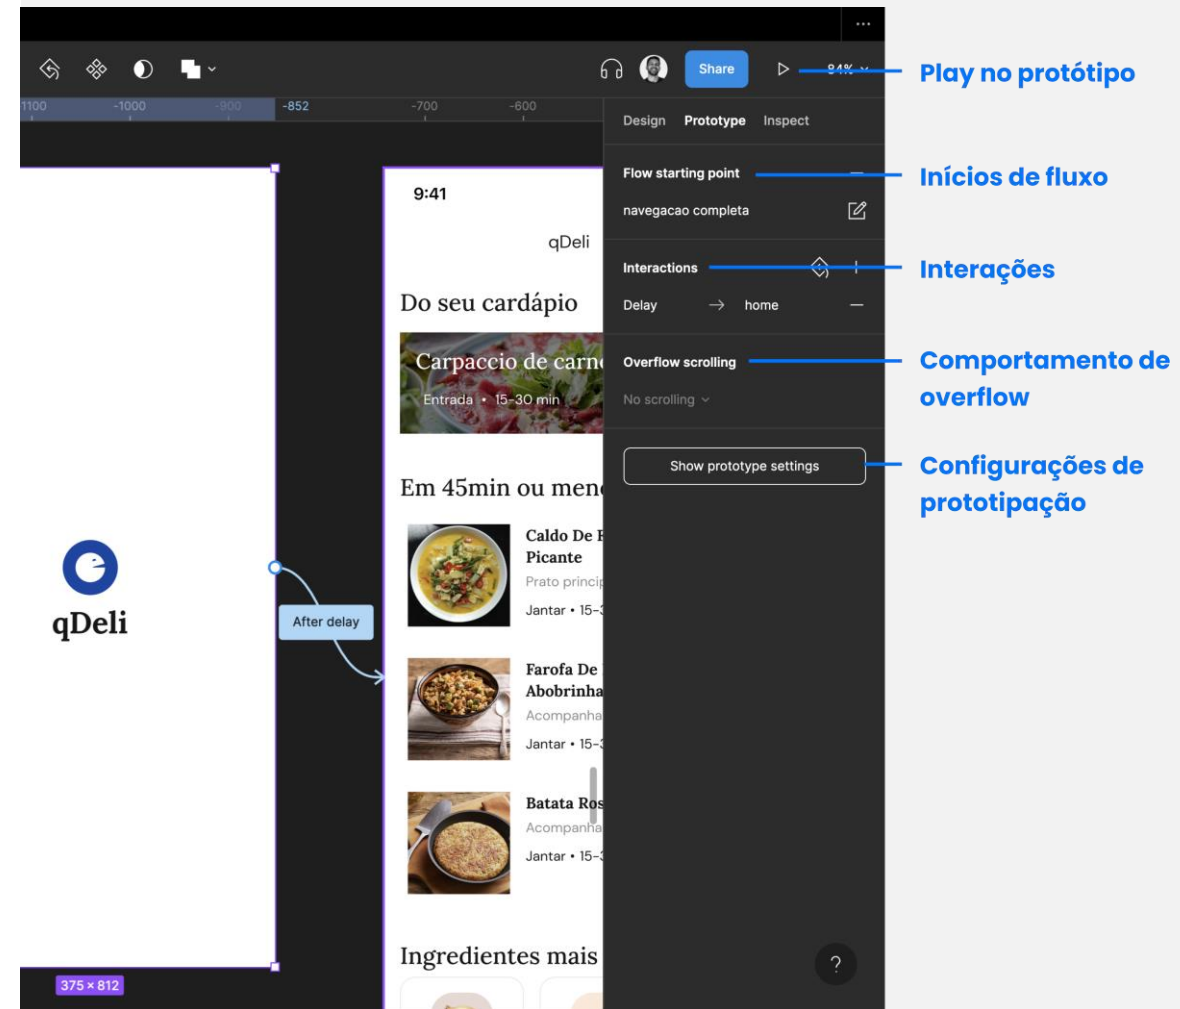 Share
84%
Play no protótipo
1100
-1000
-900
-852
-700
-600
Design Prototype Inspect
9:41
qDeli
Do seu cardápio
Carpaccio de carn
Entrada • 15-30 min
Em 45min ou men
Caldo De
Picante
Prato princip
Jantar • 15-
Farofa De
Abobrinha
Acompanha
Jantar • 15-
Batata Ros
Acompanha
Jantar • 15-
Ingredientes mais
qDeli
After delay
375 × 812
Flow starting point
Inícios de fluxo
navegacao completa
Interactions
Interações
Delay → home
Overflow scrolling
Comportamento de
overflow
No scrolling
Show prototype settings
Configurações de
prototipação
?